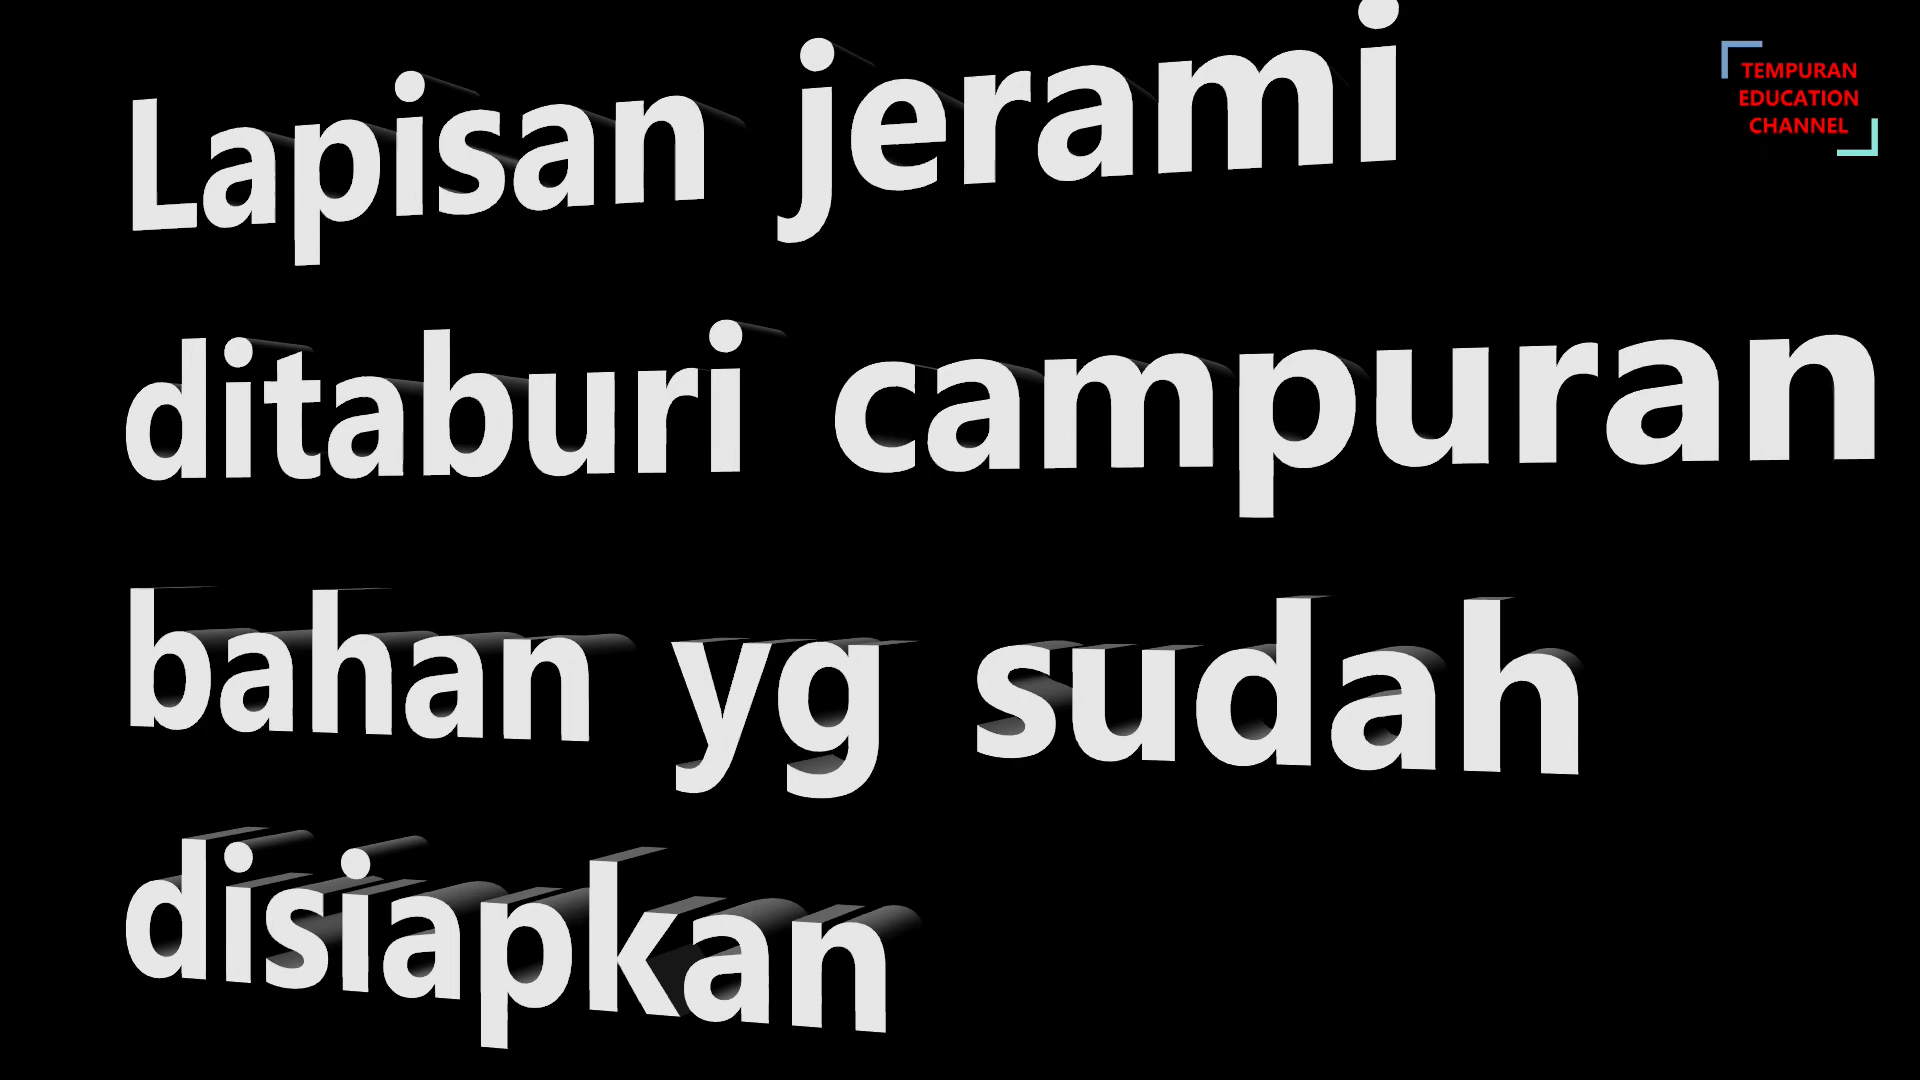 Lapisan jerami
ditaburi campuran
bahan yg sudah
disiapkan
TEMPURAN
EDUCATION
CHANNEL